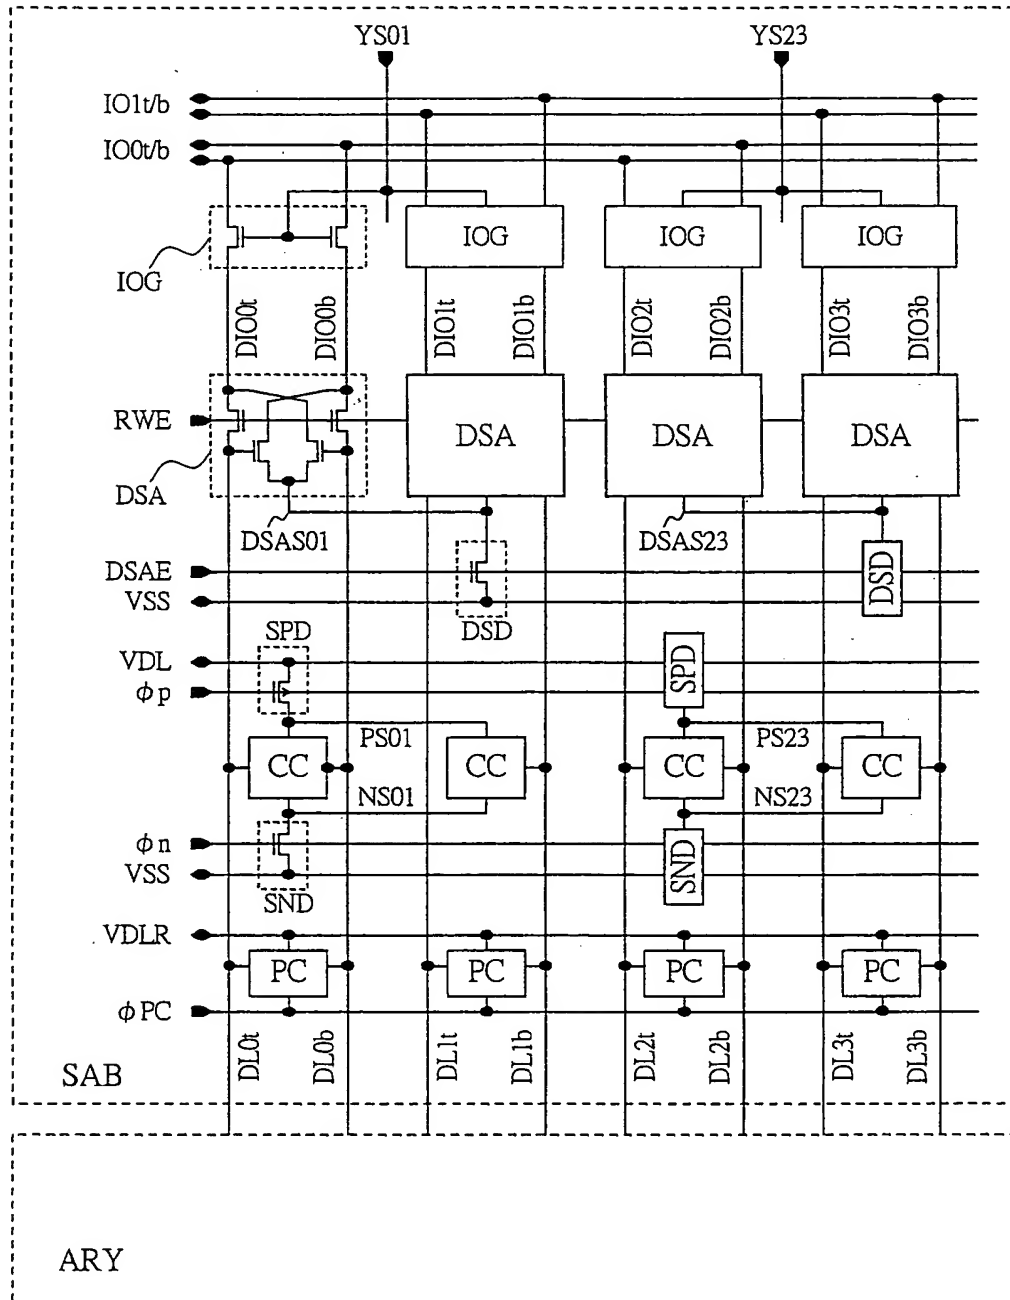 YS01 YS23
IO1t/b
IO0t/b
IOG IOG IOG
IOG
DIO0t DIO0b DIO1t DIO1b DIO2t DIO2b DIO3t DIO3b
RWE DSA DSA DSA
DSA
DSAS01 DSAS23
DSAE DSD
VSS
SPD DSD
VDL SPD
φp
PS01 PS23
CC CC CC CC
NS01 NS23
φn
VSS SND
SND
VDLR
PC PC PC PC
φPC
DL0t DL0b DL1t DL1b DL2t DL2b DL3t DL3b
SAB
ARY